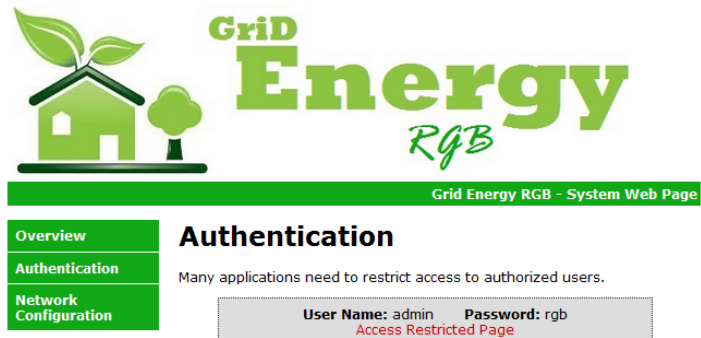 GriD
Energy
RGB
Grid Energy RGB - System Web Page
Overview
Authentication
Network
Configuration
Authentication
Many applications need to restrict access to authorized users.
User Name: admin Password: rgb
Access Restricted Page